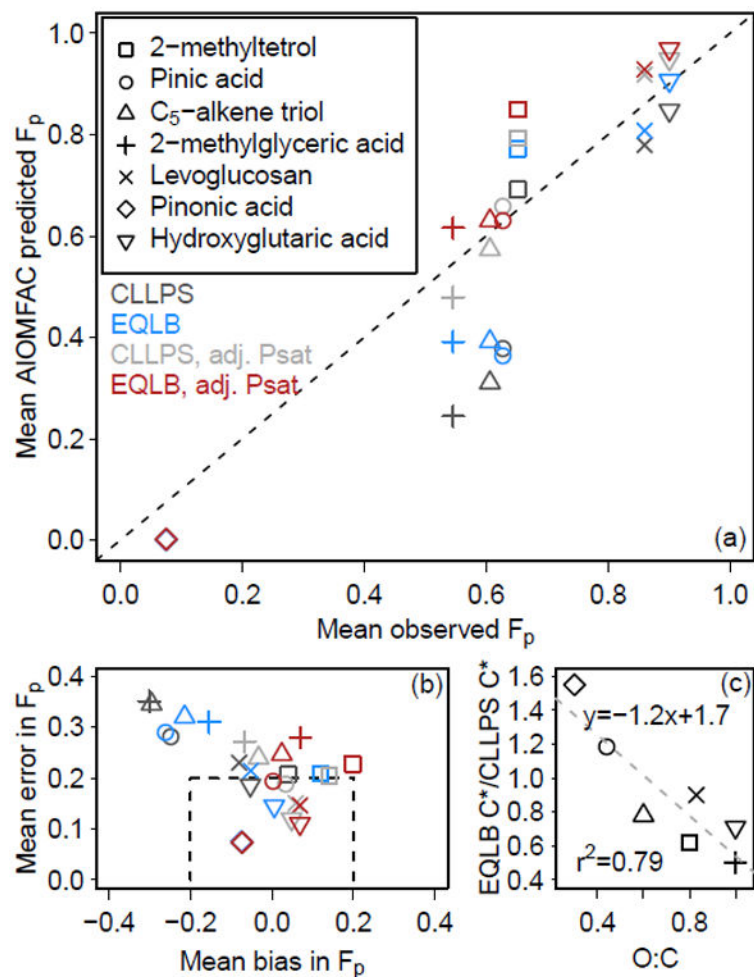 2−methyltetrol
Pinic acid
C₅−alkene triol
2−methylglyceric acid
Levoglucosan
Pinonic acid
Hydroxyglutaric acid
CLLPS
EQLB
CLLPS, adj. Psat
EQLB, adj. Psat
Mean AIOMFAC predicted Fₚ
1.0
0.8
0.6
0.4
0.2
0.0
(a)
0.0 0.2 0.4 0.6 0.8 1.0
Mean observed Fₚ
Mean error in Fₚ
0.4
0.3
0.2
0.1
0.0
(b)
−0.4 −0.2 0.0 0.2 0.4
Mean bias in Fₚ
EQLB C*/CLLPS C*
1.6
1.4
1.2
1.0
0.8
0.6
0.4
(c)
y=−1.2x+1.7
r²=0.79
0.4 0.8
O:C